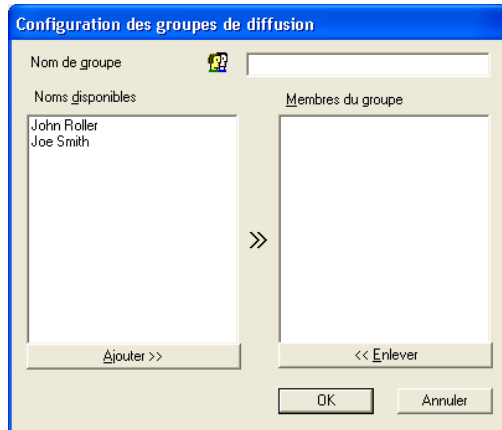 Configuration des groupes de diffusion
Nom de groupe
Noms disponibles
Membres du groupe
John Roller
Joe Smith
Ajouter >>
<< Enlever
OK
Annuler